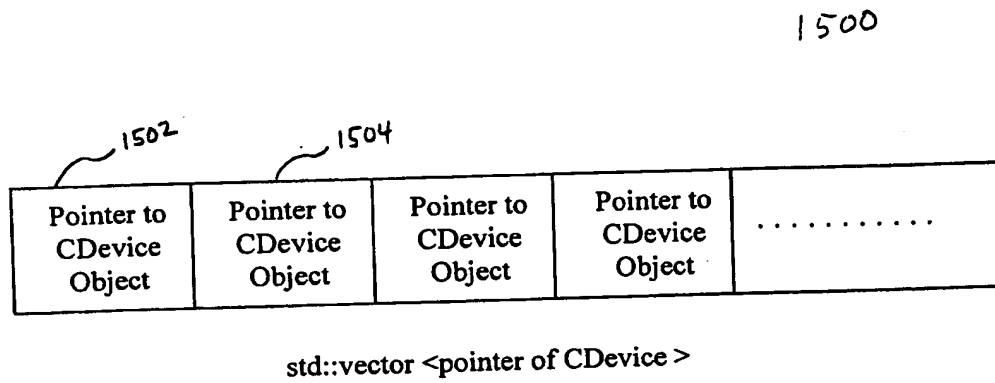 1500
1502
1504
Pointer to CDevice Object
Pointer to CDevice Object
Pointer to CDevice Object
Pointer to CDevice Object
...........
std::vector <pointer of CDevice >